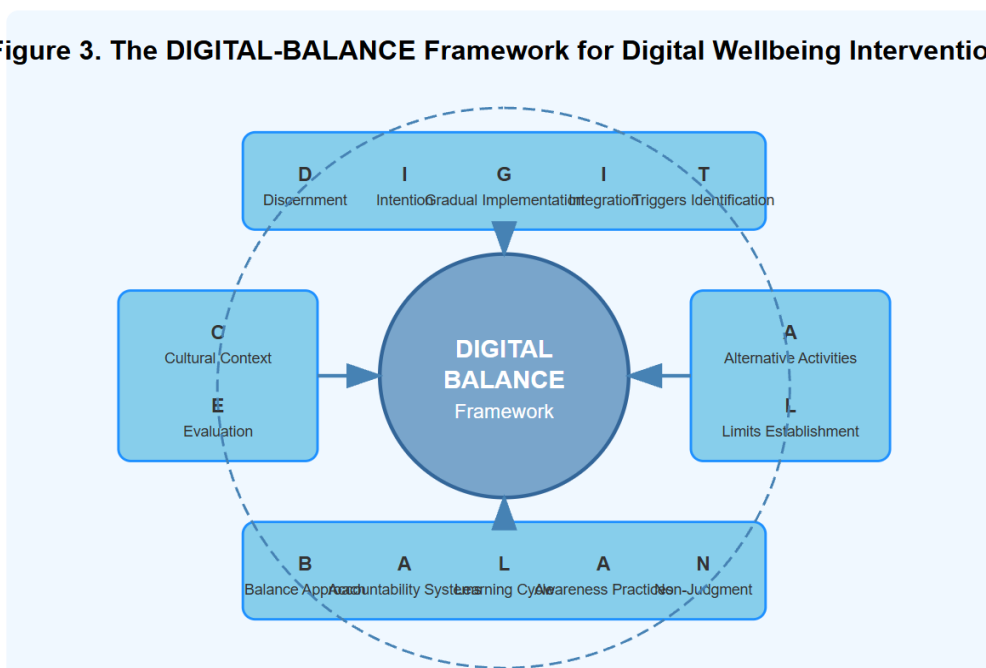 Figure 3. The DIGITAL-BALANCE Framework for Digital Wellbeing Interventio
D I G I T
Discernment Intention Gradual Implementation Integration Triggers Identification
C
Cultural Context
E
Evaluation
DIGITAL
BALANCE
Framework
A
Alternative Activities
L
Limits Establishment
B A L A N
Balance Approach Accountability Systems Learning Cycle Awareness Practices Non-Judgment